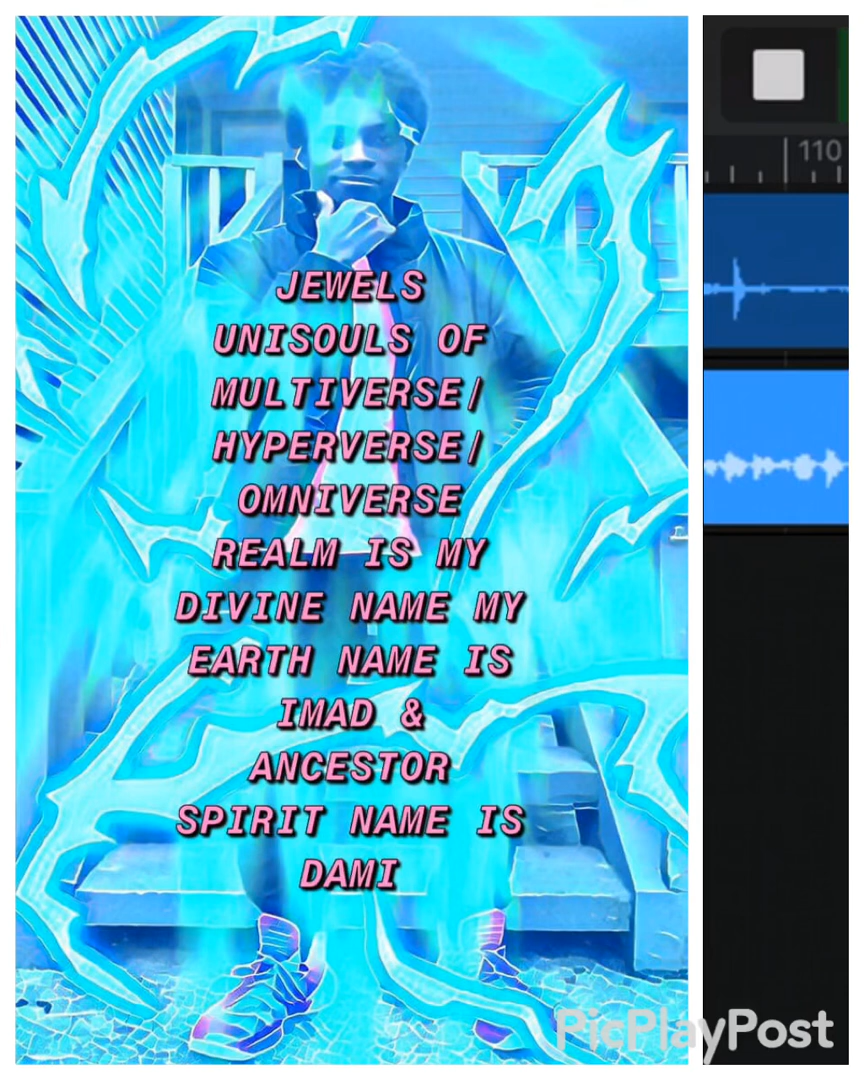 JEWELS
UNISOULS OF
MULTIVERSE/
HYPERVERSE/
OMNIVERSE
REALM IS MY
DIVINE NAME MY
EARTH NAME IS
IMAD &
ANCESTOR
SPIRIT NAME IS
DAMI
110
PicPlayPost